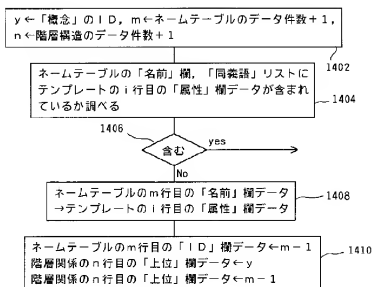 y←「概念」のID，m←ネームテーブルのデータ件数+1，
n←階層構造のデータ件数+1
1402
ネームテーブルの「名前」欄，「同義語」リストに
テンプレートのi行目の「属性」欄データが含まれ
ているか調べる
1404
1406
含む
yes
No
ネームテーブルのm行目の「名前」欄データ
→テンプレートのi行目の「属性」欄データ
1408
ネームテーブルのm行目の「ID」欄データ←m－1
階層関係のn行目の「上位」欄データ←y
階層関係のn行目の「上位」欄データ←m－1
1410